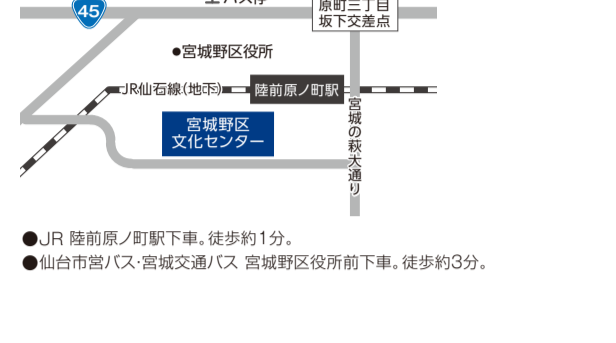 45
バス停
原町三丁目
坂下交差点
●宮城野区役所
JR仙石線(地下)
陸前原ノ町駅
宮城野区
文化センター
宮城の萩大通り
●JR 陸前原ノ町駅下車。徒歩約1分。
●仙台市営バス・宮城交通バス 宮城野区役所前下車。徒歩約3分。